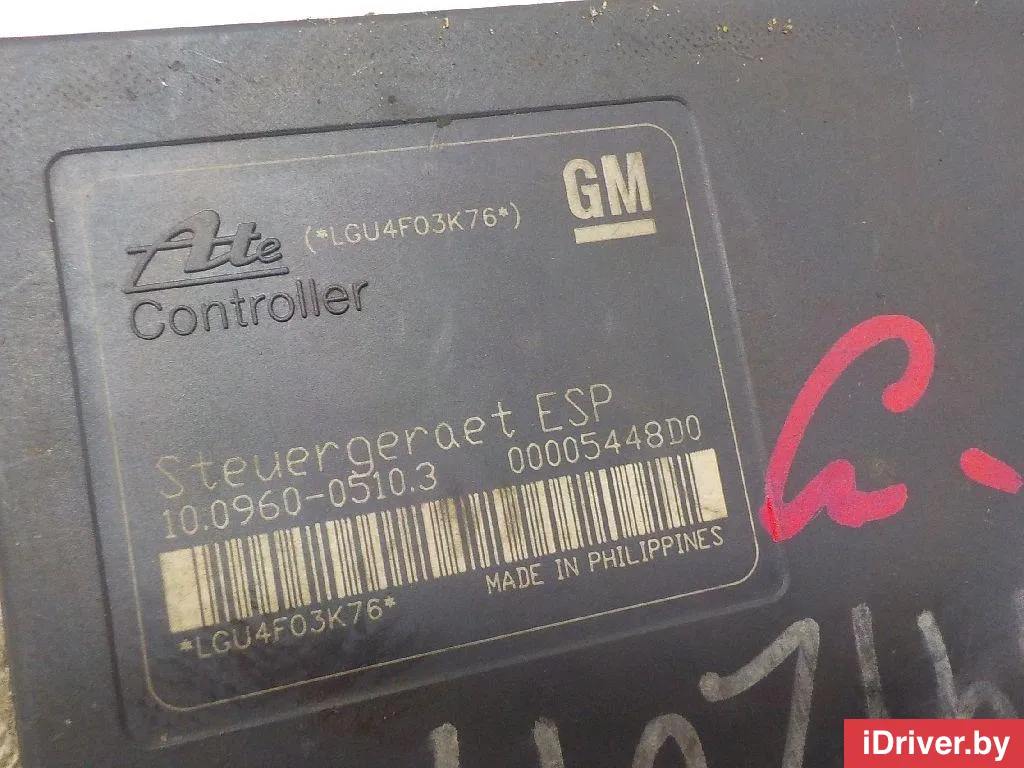 Ate (*LGU4F03K76*) GM
Controller
Steuergeraet ESP
10.0960-0510.3 00005448D0
MADE IN PHILIPPINES
*LGU4F03K76*
iDriver.by